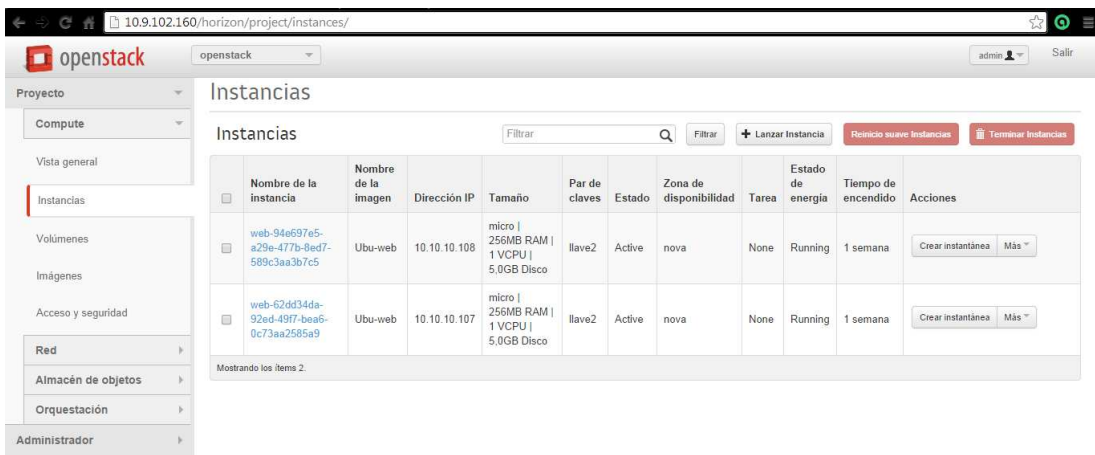 10.9.102.160/horizon/project/instances/
openstack
openstack
admin
Salir
Proyecto
Compute
Vista general
Instancias
Volúmenes
Imágenes
Acceso y seguridad
Red
Almacén de objetos
Orquestación
Administrador
Instancias
Instancias
Filtrar
Filtrar
Lanzar Instancia
Reinicio suave Instancias
Terminar Instancias
Nombre de la
instancia
Nombre
de la
imagen
Dirección IP
Tamaño
Par de
claves
Estado
Zona de
disponibilidad
Tarea
Estado
de
energía
Tiempo de
encendido
Acciones
web-94e697e5-
a29e-477b-8ed7-
589c3aa3b7c5
Ubu-web
10.10.10.108
micro |
256MB RAM |
1 VCPU |
5,0GB Disco
llave2
Active
nova
None
Running
1 semana
Crear instantánea
Más
web-62dd34da-
92ed-49f7-bea6-
0c73aa2585a9
Ubu-web
10.10.10.107
micro |
256MB RAM |
1 VCPU |
5,0GB Disco
llave2
Active
nova
None
Running
1 semana
Crear instantánea
Más
Mostrando los ítems 2.